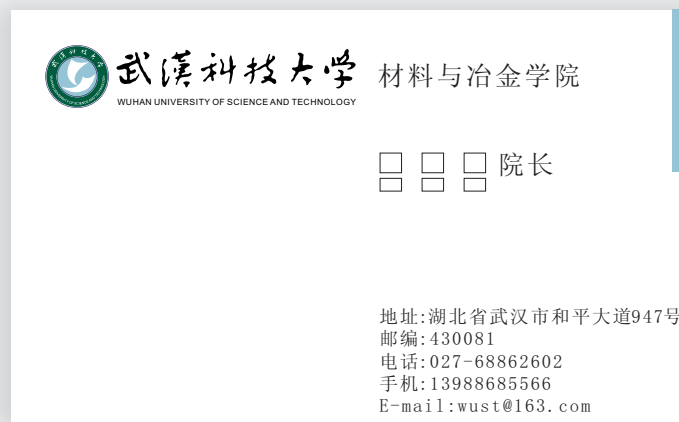 武漢科技大学
WUHAN UNIVERSITY OF SCIENCE AND TECHNOLOGY
材料与冶金学院
院长
地址:湖北省武汉市和平大道947号
邮编:430081
电话:027-68862602
手机:13988685566
E-mail:wust@163.com